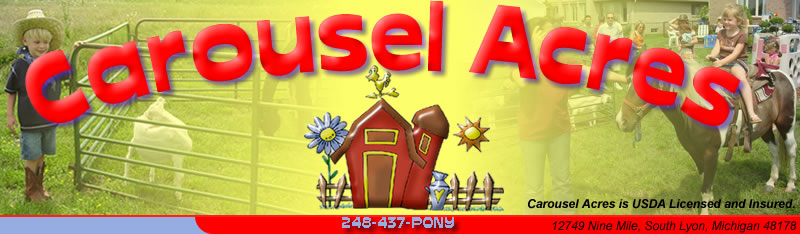 Carousel Acres
Carousel Acres is USDA Licensed and Insured.
248-437-PONY
12749 Nine Mile, South Lyon, Michigan 48178